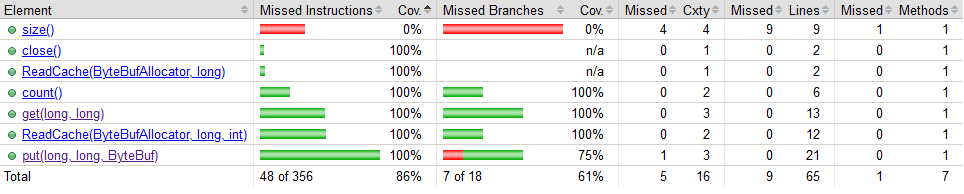 Element Missed Instructions Cov. Missed Branches Cov. Missed Cxty Missed Lines Missed Methods
size() 0% 0% 4 4 9 9 1 1
close() 100% n/a 0 1 0 2 0 1
ReadCache(ByteBufAllocator, long) 100% n/a 0 1 0 2 0 1
count() 100% 100% 0 2 0 6 0 1
get(long, long) 100% 100% 0 3 0 13 0 1
ReadCache(ByteBufAllocator, long, int) 100% 100% 0 2 0 12 0 1
put(long, long, ByteBuf) 100% 75% 1 3 0 21 0 1
Total 48 of 356 86% 7 of 18 61% 5 16 9 65 1 7